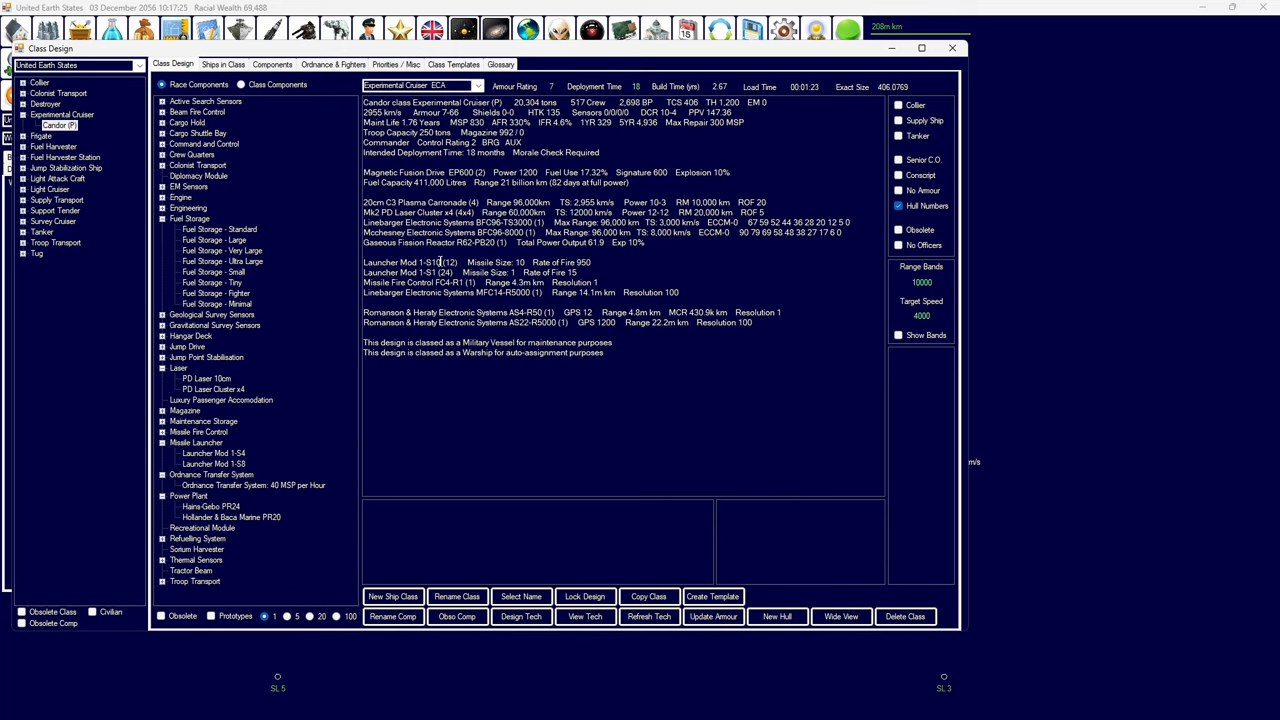 United Earth States   03 December 2056 10:17:25   Racial Wealth 69,488
208m km
Class Design
United Earth States
Collier
Colonist Transport
Destroyer
Experimental Cruiser
Candor (P)
Frigate
Fuel Harvester
Fuel Harvester Station
Jump Stabilization Ship
Light Attack Craft
Light Cruiser
Supply Transport
Support Tender
Survey Cruiser
Tanker
Troop Transport
Tug
Obsolete Class Civilian
Obsolete Comp
Class Design Ships in Class Components Ordnance & Fighters Priorities / Misc Class Templates Glossary
Race Components Class Components
Active Search Sensors
Beam Fire Control
Cargo Hold
Cargo Shuttle Bay
Command and Control
Crew Quarters
Colonist Transport
Diplomacy Module
EM Sensors
Engine
Engineering
Fuel Storage
Fuel Storage - Standard
Fuel Storage - Large
Fuel Storage - Very Large
Fuel Storage - Ultra Large
Fuel Storage - Small
Fuel Storage - Tiny
Fuel Storage - Fighter
Fuel Storage - Minimal
Geological Survey Sensors
Gravitational Survey Sensors
Hangar Deck
Jump Drive
Jump Point Stabilisation
Laser
PD Laser 10cm
PD Laser Cluster x4
Luxury Passenger Accomodation
Magazine
Maintenance Storage
Missile Fire Control
Missile Launcher
Launcher Mod 1-S4
Launcher Mod 1-S8
Ordnance Transfer System
Ordnance Transfer System: 40 MSP per Hour
Power Plant
Hains-Gebo PR24
Hollander & Baca Marine PR20
Recreational Module
Refuelling System
Sorium Harvester
Thermal Sensors
Tractor Beam
Troop Transport
Obsolete Prototypes 1 5 20 100
Experimental Cruiser ECA Armour Rating 7 Deployment Time 18 Build Time (yrs) 2.67 Load Time 00:01:23 Exact Size 406.0769
Candor class Experimental Cruiser (P) 20,304 tons 517 Crew 2,698 BP TCS 406 TH 1,200 EM 0
2955 km/s Armour 7-66 Shields 0-0 HTK 135 Sensors 0/0/0/0 DCR 10-4 PPV 147.36
Maint Life 1.76 Years MSP 830 AFR 330% IFR 4.6% 1YR 329 5YR 4,936 Max Repair 300 MSP
Troop Capacity 250 tons Magazine 992 / 0
Commander Control Rating 2 BRG AUX
Intended Deployment Time: 18 months Morale Check Required
Magnetic Fusion Drive EP600 (2) Power 1200 Fuel Use 17.32% Signature 600 Explosion 10%
Fuel Capacity 411,000 Litres Range 21 billion km (82 days at full power)
20cm C3 Plasma Carronade (4) Range 96,000km TS: 2,955 km/s Power 10-3 RM 10,000 km ROF 20
Mk2 PD Laser Cluster x4 (4x4) Range 60,000km TS: 12000 km/s Power 12-12 RM 20,000 km ROF 5
Linebarger Electronic Systems BFC96-TS3000 (1) Max Range: 96,000 km TS: 3,000 km/s ECCM-0 67 59 52 44 36 28 20 12 5 0
Mcchesney Electronic Systems BFC96-8000 (1) Max Range: 96,000 km TS: 8,000 km/s ECCM-0 90 79 69 58 48 38 27 17 6 0
Gaseous Fission Reactor R62-PB20 (1) Total Power Output 61.9 Exp 10%
Launcher Mod 1-S10 (12) Missile Size: 10 Rate of Fire 950
Launcher Mod 1-S1 (24) Missile Size: 1 Rate of Fire 15
Missile Fire Control FC4-R1 (1) Range 4.3m km Resolution 1
Linebarger Electronic Systems MFC14-R5000 (1) Range 14.1m km Resolution 100
Romanson & Heraty Electronic Systems AS4-R50 (1) GPS 12 Range 4.8m km MCR 430.9k km Resolution 1
Romanson & Heraty Electronic Systems AS22-R5000 (1) GPS 1200 Range 22.2m km Resolution 100
This design is classed as a Military Vessel for maintenance purposes
This design is classed as a Warship for auto-assignment purposes
Collier
Supply Ship
Tanker
Senior C.O.
Conscript
No Armour
Hull Numbers
Obsolete
No Officers
Range Bands
10000
Target Speed
4000
Show Bands
New Ship Class Rename Class Select Name Lock Design Copy Class Create Template
Rename Comp Obso Comp Design Tech View Tech Refresh Tech Update Armour New Hull Wide View Delete Class
m/s
SL 5
SL 3